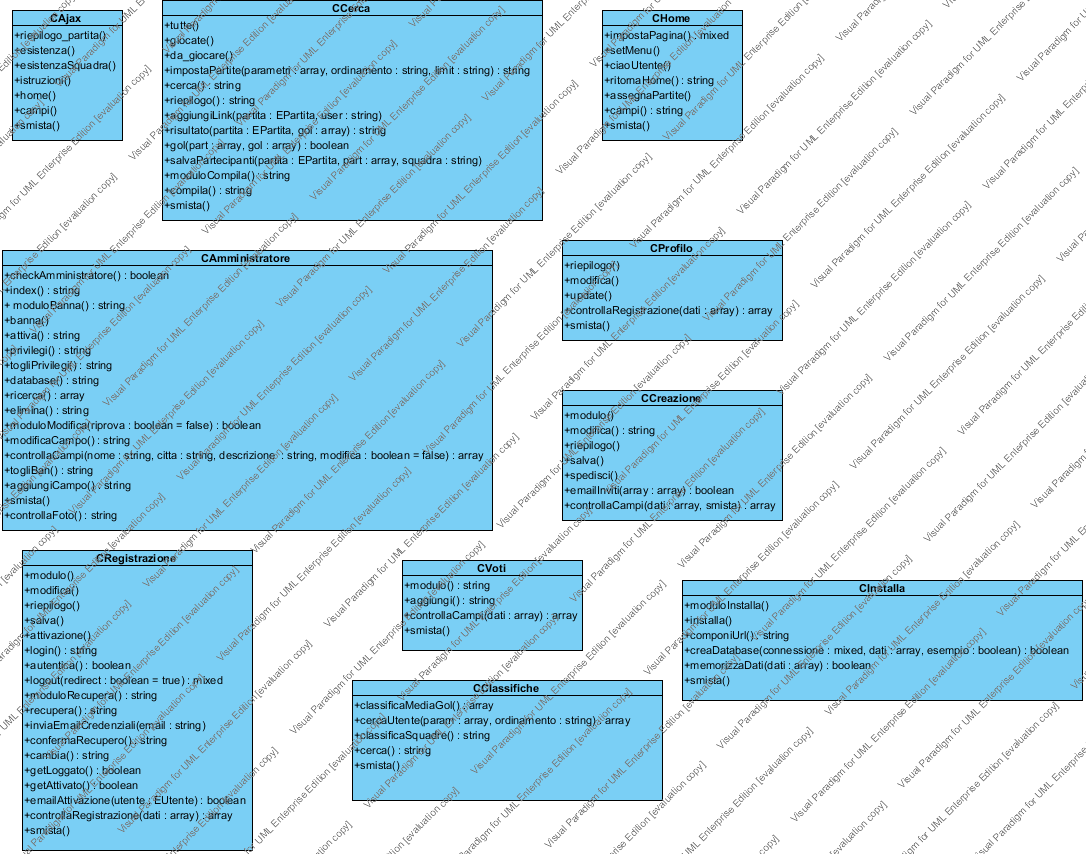 CAjax
+riepilogo_partita()
+esistenza()
+esistenzaSquadra()
+istruzioni()
+home()
+campi()
+smista()
CCerca
+tutte()
+giocate()
+da_giocare()
+impostaPartite(parametri : array, ordinamento : string, limit : string) : string
+cerca() : string
+riepilogo() : string
+aggiungiLink(partita : EPartita, user : string)
+risultato(partita : EPartita, gol : array) : string
+gol(part : array, gol : array) : boolean
+salvaPartecipanti(partita : EPartita, part : array, squadra : string)
+moduloCompila() : string
+compila() : string
+smista()
CHome
+impostaPagina() : mixed
+setMenu()
+ciaoUtente()
+ritornaHome() : string
+assegnaPartite()
+campi() : string
+smista()
CAmministratore
+checkAmministratore() : boolean
+index() : string
+ moduloBanna() : string
+banna()
+attiva() : string
+privilegi() : string
+togliPrivilegi() : string
+database() : string
+ricerca() : array
+elimina() : string
+moduloModifica(riprova : boolean = false) : boolean
+modificaCampo() : string
+controllaCampi(nome : string, citta : string, descrizione : string, modifica : boolean = false) : array
+togliBan() : string
+aggiungiCampo() : string
+smista()
+controllaFoto() : string
CProfilo
+riepilogo()
+modifica()
+update()
+controllaRegistrazione(dati : array) : array
+smista()
CCreazione
+modulo()
+modifica() : string
+riepilogo()
+salva()
+spedisci()
+emailInviti(array : array) : boolean
+controllaCampi(dati : array, smista) : array
CRegistrazione
+modulo()
+modifica()
+riepilogo()
+salva()
+attivazione()
+login() : string
+autentica() : boolean
+logout(redirect : boolean = true) : mixed
+moduloRecupera() : string
+recupera() : string
+inviaEmailCredenziali(email : string)
+confermaRecupero() : string
+cambia() : string
+getLoggato() : boolean
+getAttivato() : boolean
+emailAttivazione(utente : EUtente) : boolean
+controllaRegistrazione(dati : array) : array
+smista()
CVoti
+modulo() : string
+aggiungi() : string
+controllaCampi(dati : array) : array
+smista()
CInstalla
+moduloInstalla()
+installa()
+componiUrl() : string
+creaDatabase(connessione : mixed, dati : array, esempio : boolean) : boolean
+memorizzaDati(dati : array) : boolean
+smista()
CClassifiche
+classificaMediaGol() : array
+cercaUtente(param : array, ordinamento : string) : array
+classificaSquadre() : string
+cerca() : string
+smista()
Visual Paradigm for UML Enterprise Edition [evaluation copy]